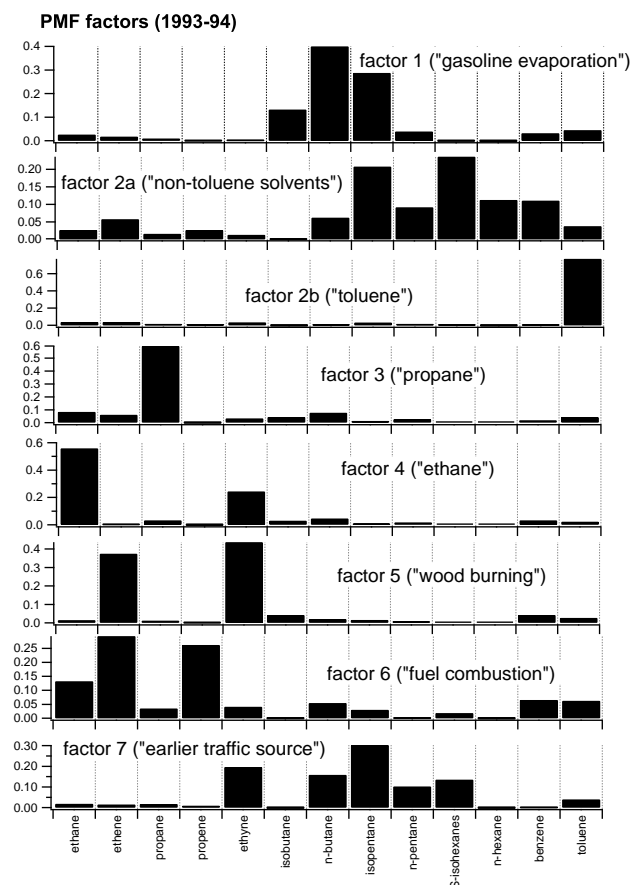 PMF factors (1993-94)
0.4
0.3
0.2
0.1
0.0
factor 1 ("gasoline evaporation")
0.20
0.15
0.10
0.05
0.00
factor 2a ("non-toluene solvents")
0.6
0.4
0.2
0.0
factor 2b ("toluene")
0.6
0.5
0.4
0.3
0.2
0.1
0.0
factor 3 ("propane")
0.6
0.4
0.2
0.0
factor 4 ("ethane")
0.4
0.3
0.2
0.1
0.0
factor 5 ("wood burning")
0.25
0.20
0.15
0.10
0.05
0.00
factor 6 ("fuel combustion")
0.30
0.20
0.10
0.00
factor 7 ("earlier traffic source")
ethane
ethene
propane
propene
ethyne
isobutane
n-butane
isopentane
n-pentane
S-isohexanes
n-hexane
benzene
toluene